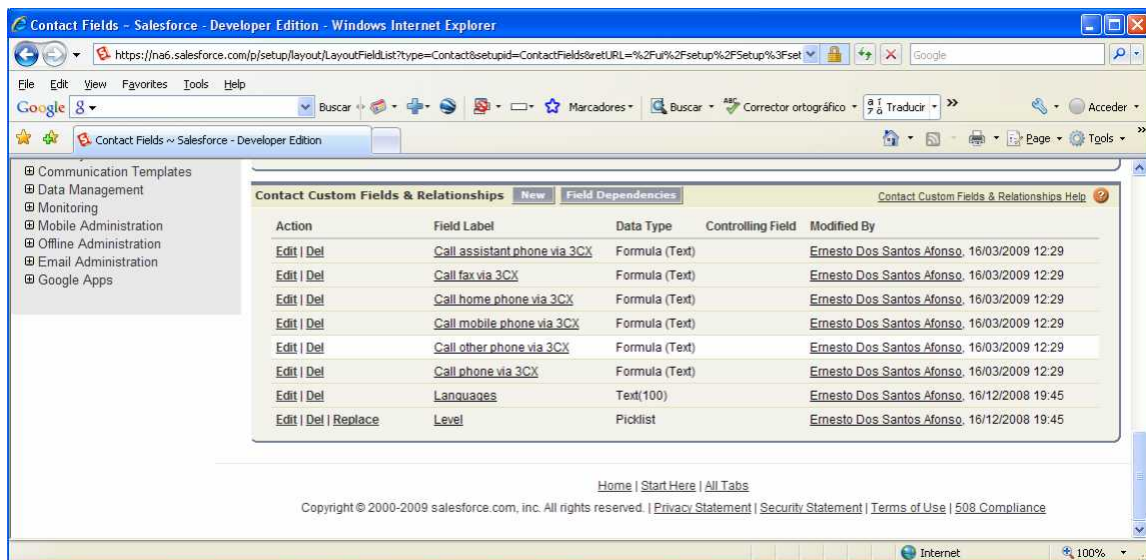 Contact Fields ~ Salesforce - Developer Edition - Windows Internet Explorer
https://na6.salesforce.com/p/setup/layout/LayoutFieldList?type=Contact&setupid=ContactFields&retURL=%2Fui%2Fsetup%2FSetup%3Fset
Google
File Edit View Favorites Tools Help
Google Buscar Marcadores Buscar ABC Corrector ortográfico Traducir » Acceder
Contact Fields ~ Salesforce - Developer Edition Page Tools »
Communication Templates
Data Management
Monitoring
Mobile Administration
Offline Administration
Email Administration
Google Apps
Contact Custom Fields & Relationships New Field Dependencies Contact Custom Fields & Relationships Help ?
Action Field Label Data Type Controlling Field Modified By
Edit | Del Call assistant phone via 3CX Formula (Text) Ernesto Dos Santos Afonso, 16/03/2009 12:29
Edit | Del Call fax via 3CX Formula (Text) Ernesto Dos Santos Afonso, 16/03/2009 12:29
Edit | Del Call home phone via 3CX Formula (Text) Ernesto Dos Santos Afonso, 16/03/2009 12:29
Edit | Del Call mobile phone via 3CX Formula (Text) Ernesto Dos Santos Afonso, 16/03/2009 12:29
Edit | Del Call other phone via 3CX Formula (Text) Ernesto Dos Santos Afonso, 16/03/2009 12:29
Edit | Del Call phone via 3CX Formula (Text) Ernesto Dos Santos Afonso, 16/03/2009 12:29
Edit | Del Languages Text(100) Ernesto Dos Santos Afonso, 16/12/2008 19:45
Edit | Del | Replace Level Picklist Ernesto Dos Santos Afonso, 16/12/2008 19:45
Home | Start Here | All Tabs
Copyright © 2000-2009 salesforce.com, inc. All rights reserved. | Privacy Statement | Security Statement | Terms of Use | 508 Compliance
Internet 100%